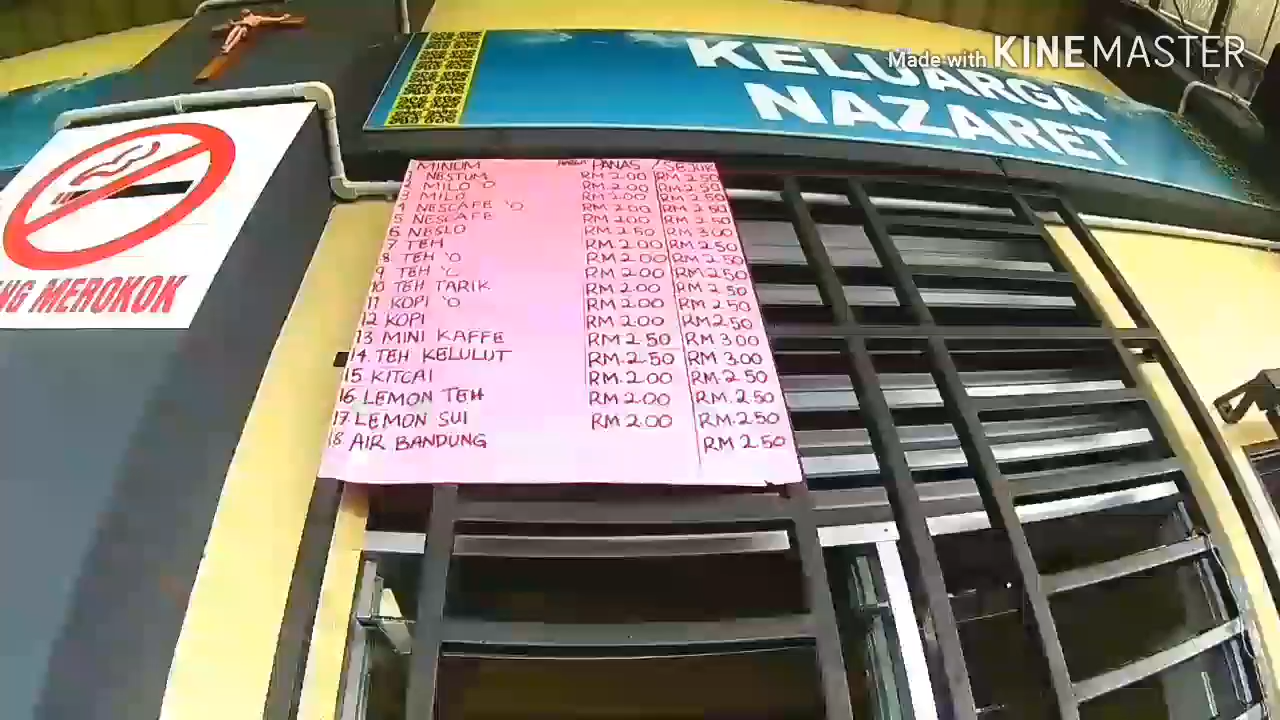 Made with KINEMASTER
KELUARGA
NAZARET
NG MEROKOK
MINUM PANAS / SEJUK
1 NESTUM RM 2.00 RM 2.50
2 MILO 'O RM 2.00 RM 2.50
3 MILO RM 2.00 RM 2.50
4 NESCAFE 'O RM 2.00 RM 2.50
5 NESCAFE RM 2.00 RM 2.50
6 NESLO RM 2.50 RM 3.00
7 TEH RM 2.00 RM 2.50
8. TEH 'O RM 2.00 RM 2.50
9 TEH 'C RM 2.00 RM 2.50
10 TEH TARIK RM 2.00 RM 2.50
11 KOPI 'O RM 2.00 RM 2.50
12 KOPI RM 2.00 RM 2.50
13 MINI KAFFE RM 2.50 RM 3.00
14. TEH KELULUT RM 2.50 RM 3.00
15 KITCAI RM. 2.00 RM. 2.50
16 LEMON TEH RM 2.00 RM. 2.50
17 LEMON SUI RM 2.00 RM. 2.50
18 AIR BANDUNG RM 2.50